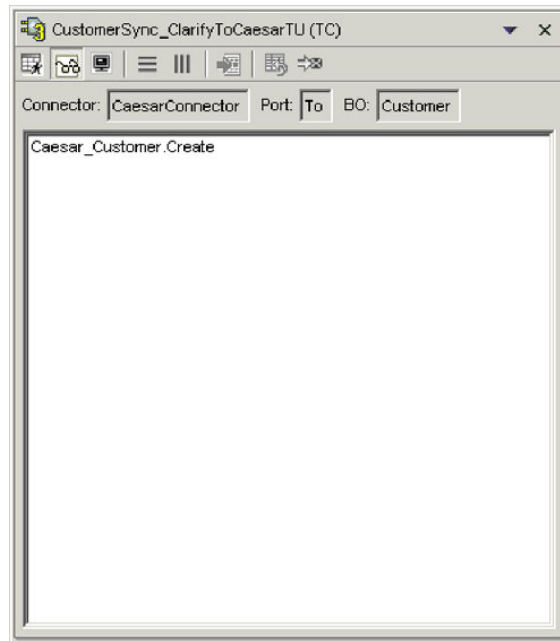 CustomerSync_ClarifyToCaesarTU (TC)
Connector: CaesarConnector Port: To BO: Customer
Caesar_Customer.Create